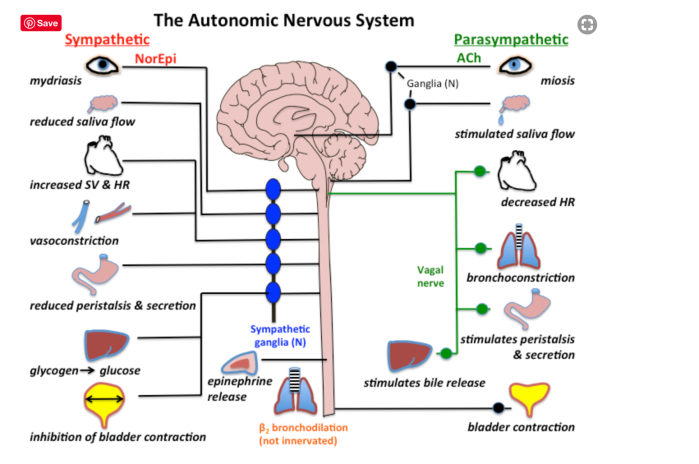 Save
The Autonomic Nervous System
Sympathetic
NorEpi
mydriasis
reduced saliva flow
increased SV & HR
vasoconstriction
reduced peristalsis & secretion
glycogen→ glucose
inhibition of bladder contraction
Sympathetic
ganglia (N)
epinephrine
release
β₂ bronchodilation
(not innervated)
Parasympathetic
ACh
Ganglia (N)
miosis
stimulated saliva flow
decreased HR
Vagal
nerve
bronchoconstriction
stimulates peristalsis
& secretion
stimulates bile release
bladder contraction